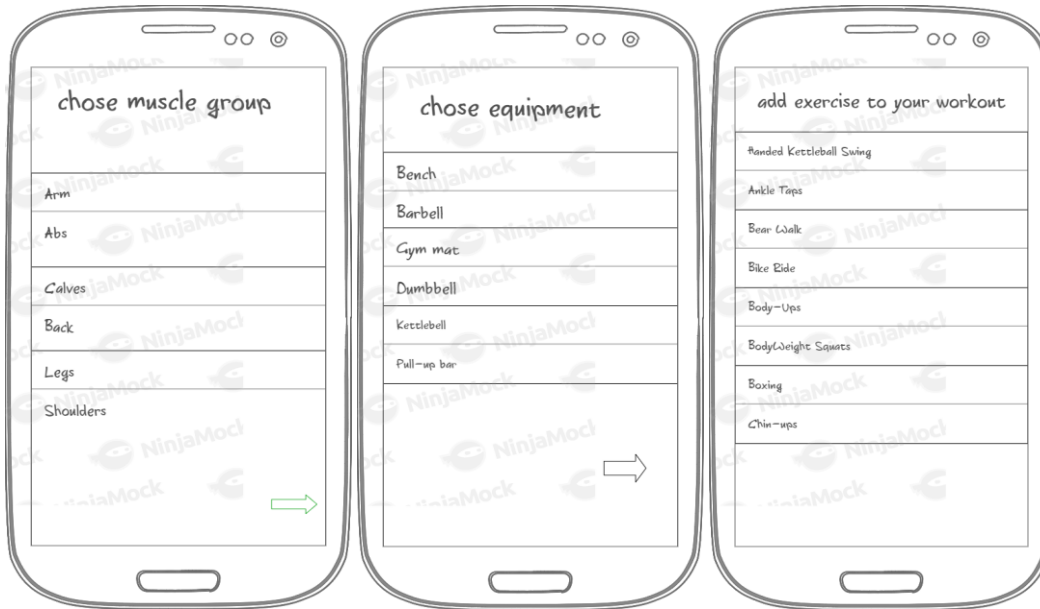 chose muscle group
Arm
Abs
Calves
Back
Legs
Shoulders
chose equipment
Bench
Barbell
Gym mat
Dumbbell
Kettlebell
Pull-up bar
add exercise to your workout
Handed Kettleball Swing
Ankle Taps
Bear Walk
Bike Ride
Body-Ups
BodyWeight Squats
Boxing
Chin-ups
NinjaMock